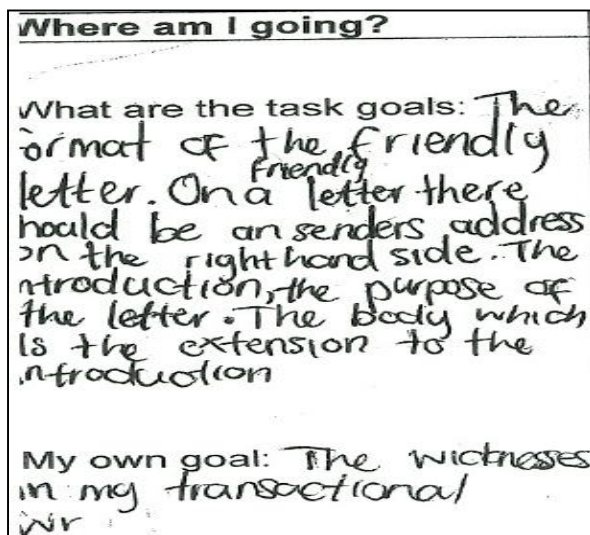 Where am I going?
What are the task goals: The
ormat of the friendly
friendly
letter. On a letter there
hould be an senders address
on the right hand side. The
ntroduction, the purpose of
the letter. The body which
is the extension to the
introduction
My own goal: The wicknesses
in my transactional
wr